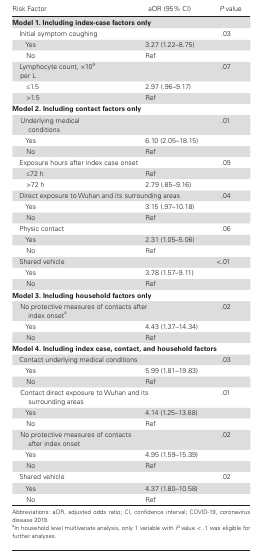 Risk Factor aOR (95% CI) P value
Model 1. Including index-case factors only
Initial symptom coughing .03
Yes 3.27 (1.22–8.75)
No Ref
Lymphocyte count, ×10⁹ .07
per L
≤1.5 2.97 (.96–9.17)
>1.5 Ref
Model 2. Including contact factors only
Underlying medical .01
conditions
Yes 6.10 (2.05–18.15)
No Ref
Exposure hours after index case onset .09
≤72 h Ref
>72 h 2.79 (.85–9.16)
Direct exposure to Wuhan and its surrounding areas .04
Yes 3.15 (.97–10.18)
No Ref
Physic contact .06
Yes 2.31 (1.05–5.06)
No Ref
Shared vehicle <.01
Yes 3.78 (1.57–9.11)
No Ref
Model 3. Including household factors only
No protective measures of contacts after .02
index onsetᵃ
Yes 4.43 (1.37–14.34)
No Ref
Model 4. Including index case, contact, and household factors
Contact underlying medical conditions .03
Yes 5.99 (1.81–19.83)
No Ref
Contact direct exposure to Wuhan and its .01
surrounding areas
Yes 4.14 (1.25–13.68)
No Ref
No protective measures of contacts .02
after index onset
Yes 4.95 (1.59–15.39)
No Ref
Shared vehicle .02
Yes 4.37 (1.80–10.58)
No Ref
Abbreviations: aOR, adjusted odds ratio; CI, confidence interval; COVID-19, coronavirus
disease 2019.
ᵃIn household level multivariate analysis, only 1 variable with P value < .1 was eligible for
further analyses.